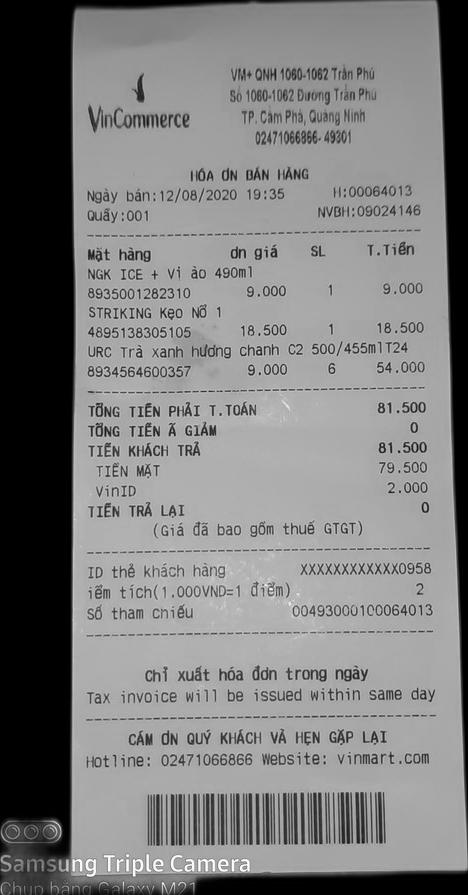 VinCommerce
VM+ QNH 1060-1062 Trần Phú
Số 1060-1062 Đường Trần Phú
TP. Cẩm Phả, Quảng Ninh
02471066866- 49301
HÓA ƠN BÁN HÀNG
Ngày bán:12/08/2020 19:35 H:00064013
Quầy:001 NVBH:09024146
Mặt hàng ơn giá SL T.Tiền
NGK ICE + Vị ào 490ml
8935001282310 9.000 1 9.000
STRIKING Kẹo Nổ 1
4895138305105 18.500 1 18.500
URC Trà xanh hương chanh C2 500/455mlT24
8934564600357 9.000 6 54.000
TỔNG TIỀN PHẢI T.TOÁN 81.500
TỔNG TIỀN Ã GIẢM 0
TIỀN KHÁCH TRẢ 81.500
TIỀN MẶT 79.500
VinID 2.000
TIỀN TRẢ LẠI 0
(Giá đã bao gồm thuế GTGT)
ID thẻ khách hàng XXXXXXXXXXXX0958
iểm tích(1.000VND=1 điểm) 2
Số tham chiếu 00493000100064013
Chỉ xuất hóa đơn trong ngày
Tax invoice will be issued within same day
CẢM ƠN QUÝ KHÁCH VÀ HẸN GẶP LẠI
Hotline: 02471066866 Website: vinmart.com
Samsung Triple Camera
Chụp bằng Galaxy M21